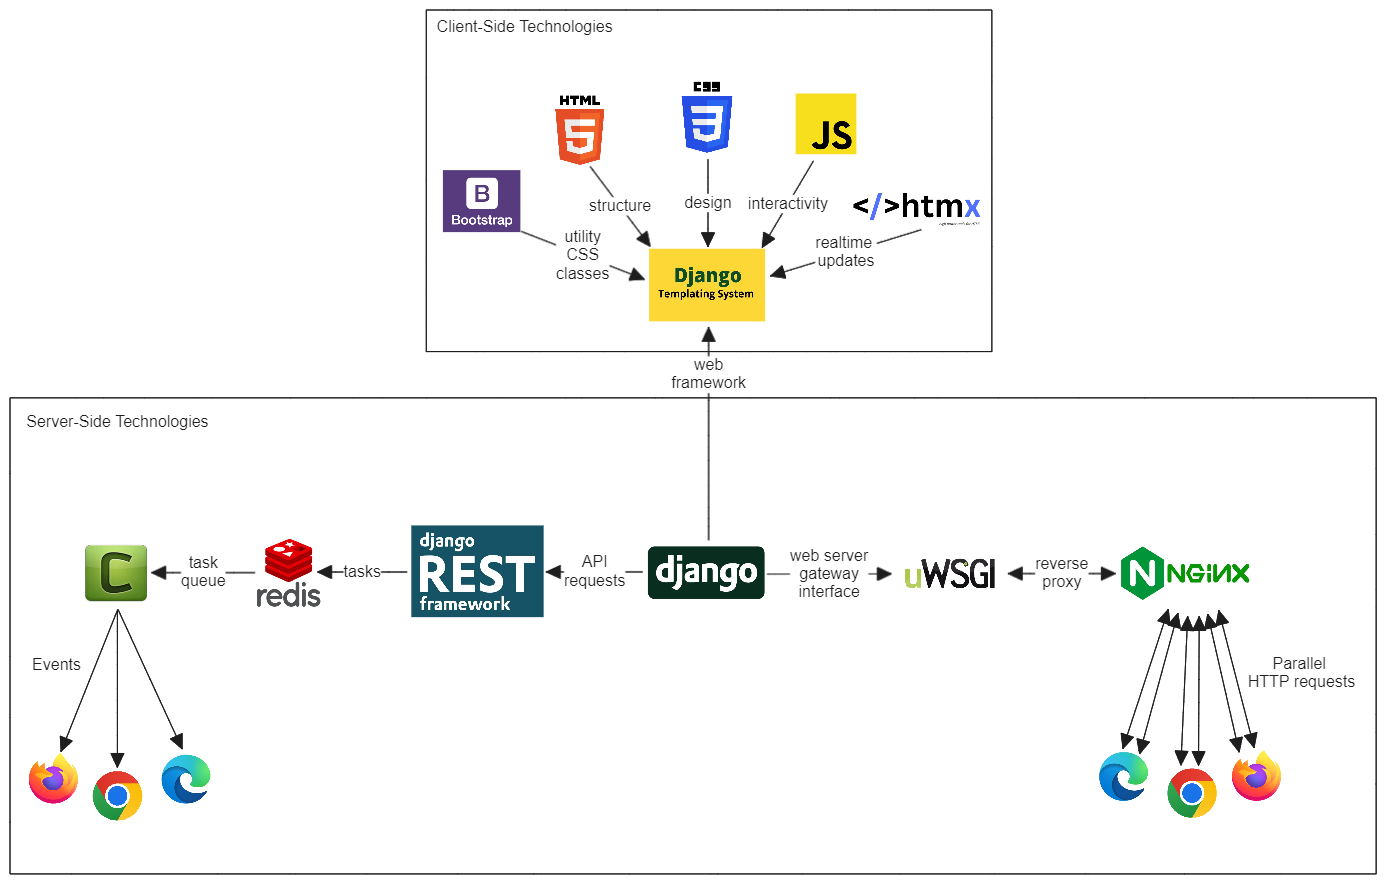 Client-Side Technologies
HTML
CSS
JS
B
Bootstrap
</>htmx
structure
design
interactivity
utility
CSS
classes
realtime
updates
Django
Templating System
web
framework
Server-Side Technologies
C
task
queue
redis
tasks
django
REST
framework
API
requests
django
web server
gateway
interface
uWSGI
reverse
proxy
N
NGINX
Events
Parallel
HTTP requests